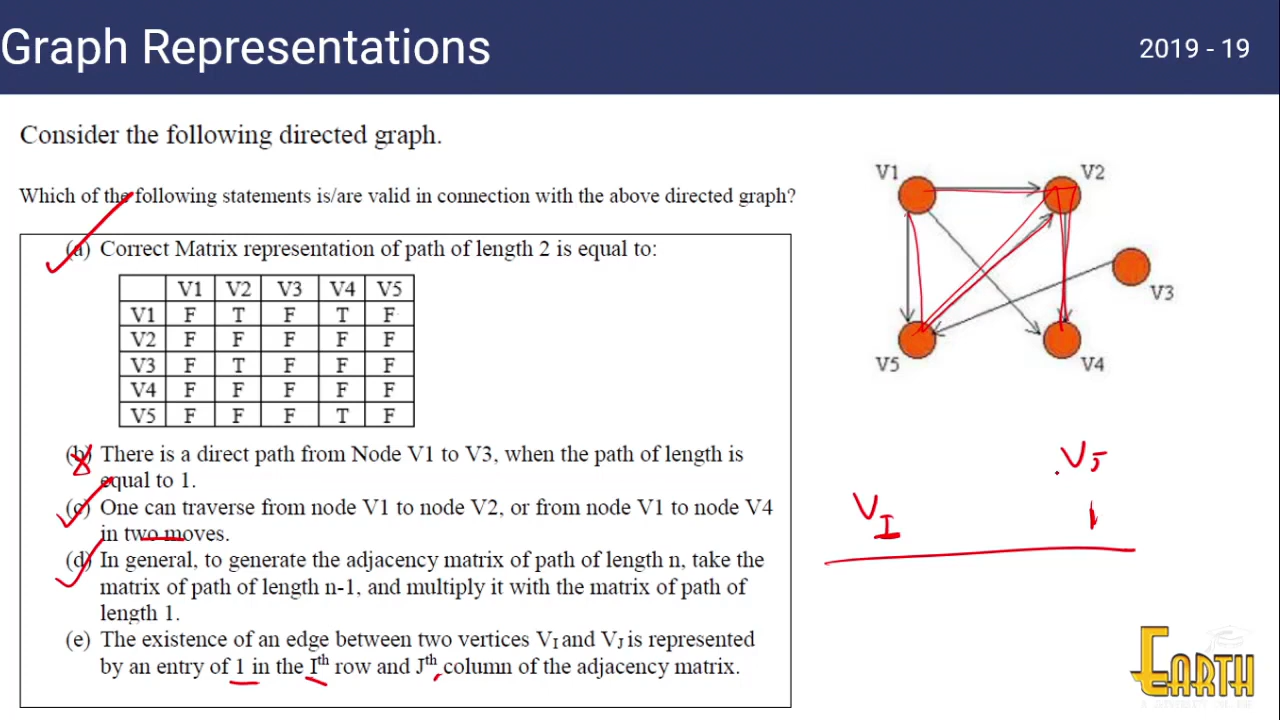 Graph Representations
2019 - 19
Consider the following directed graph.
Which of the following statements is/are valid in connection with the above directed graph?
(a) Correct Matrix representation of path of length 2 is equal to:
V1 V2 V3 V4 V5
V1 F T F T F
V2 F F F F F
V3 F T F F F
V4 F F F F F
V5 F F F T F
(b) There is a direct path from Node V1 to V3, when the path of length is
equal to 1.
(c) One can traverse from node V1 to node V2, or from node V1 to node V4
in two moves.
(d) In general, to generate the adjacency matrix of path of length n, take the
matrix of path of length n-1, and multiply it with the matrix of path of
length 1.
(e) The existence of an edge between two vertices VI and VJ is represented
by an entry of 1 in the Ith row and Jth column of the adjacency matrix.
V1
V2
V3
V5
V4
VJ
VI
1
EARTH